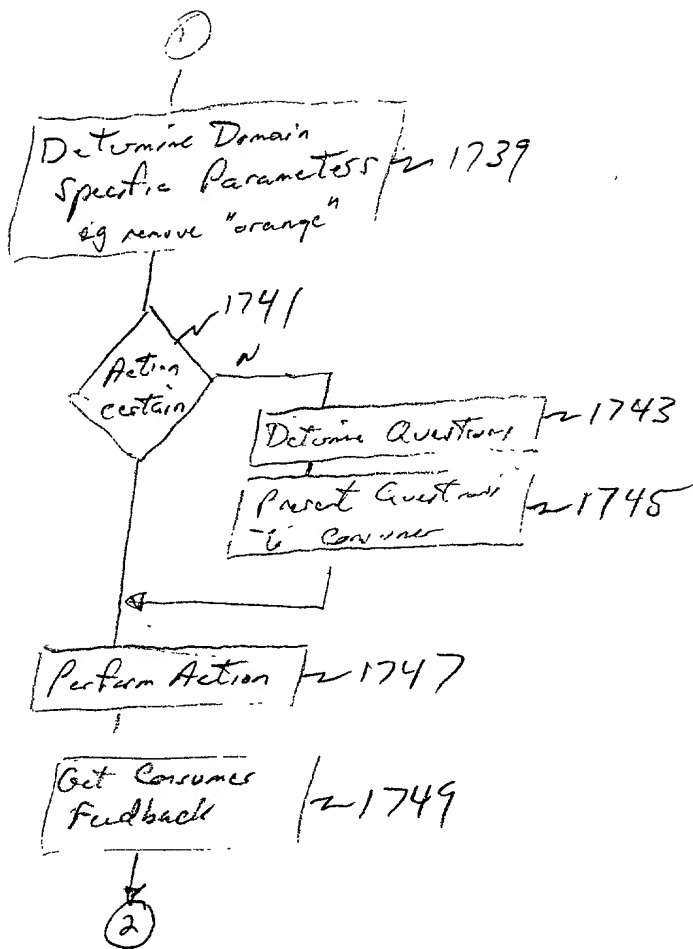 1
Determine Domain
Specific Parameters ~ 1739
eg remove "orange"
1741
Action
certain
N
Determine Questions ~ 1743
Present Questions ~ 1745
to Consumer
Perform Action ~ 1747
Get Consumer
Feedback ~ 1749
2